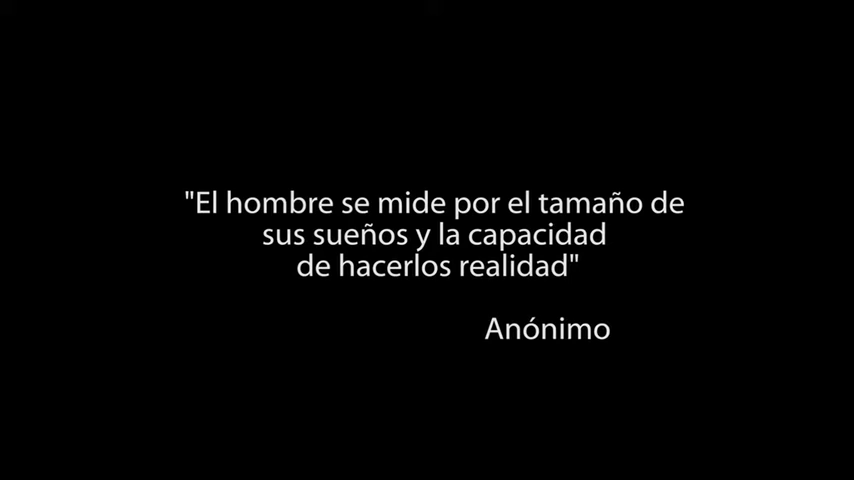 "El hombre se mide por el tamaño de
sus sueños y la capacidad
de hacerlos realidad"
Anónimo